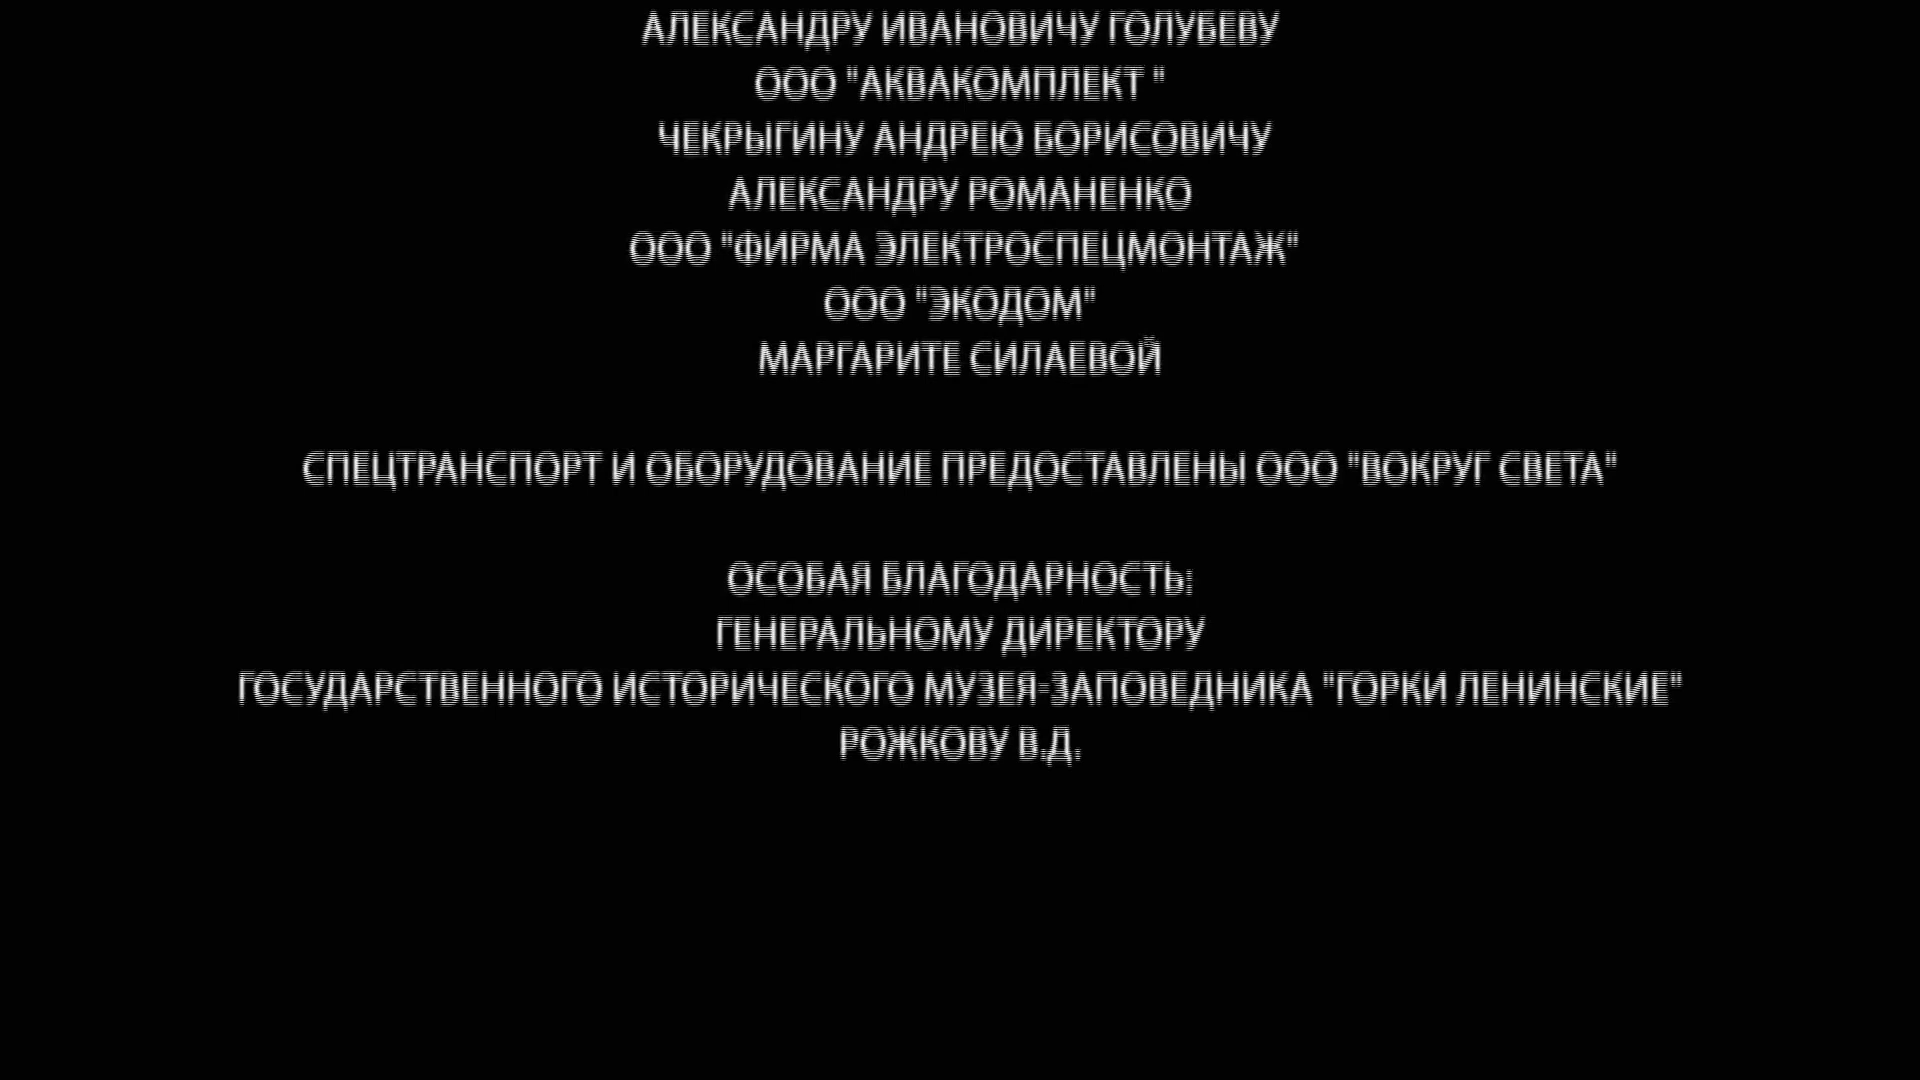 АЛЕКСАНДРУ ИВАНОВИЧУ ГОЛУБЕВУ
ООО "АКВАКОМПЛЕКТ "
ЧЕКРЫГИНУ АНДРЕЮ БОРИСОВИЧУ
АЛЕКСАНДРУ РОМАНЕНКО
ООО "ФИРМА ЭЛЕКТРОСПЕЦМОНТАЖ"
ООО "ЭКОДОМ"
МАРГАРИТЕ СИЛАЕВОЙ
СПЕЦТРАНСПОРТ И ОБОРУДОВАНИЕ ПРЕДОСТАВЛЕНЫ ООО "ВОКРУГ СВЕТА"
ОСОБАЯ БЛАГОДАРНОСТЬ:
ГЕНЕРАЛЬНОМУ ДИРЕКТОРУ
ГОСУДАРСТВЕННОГО ИСТОРИЧЕСКОГО МУЗЕЯ-ЗАПОВЕДНИКА "ГОРКИ ЛЕНИНСКИЕ"
РОЖКОВУ В.Д.